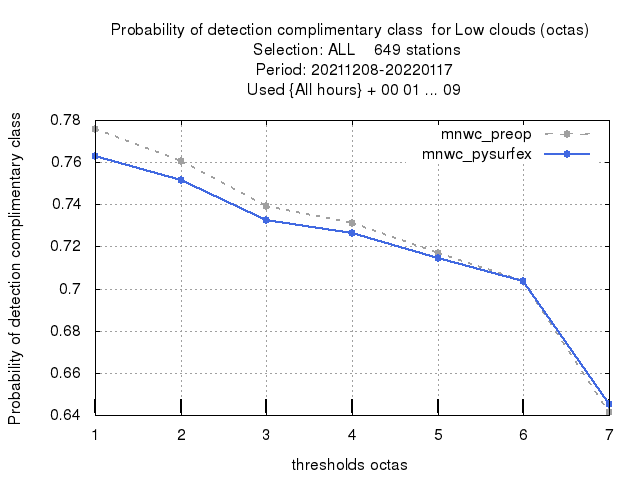 Probability of detection complimentary class  for Low clouds (octas)
Selection: ALL    649 stations
Period: 20211208-20220117
Used {All hours} + 00 01 ... 09
Probability of detection complimentary class
0.78
0.76
0.74
0.72
0.7
0.68
0.66
0.64
mnwc_preop
mnwc_pysurfex
1 2 3 4 5 6 7
thresholds octas